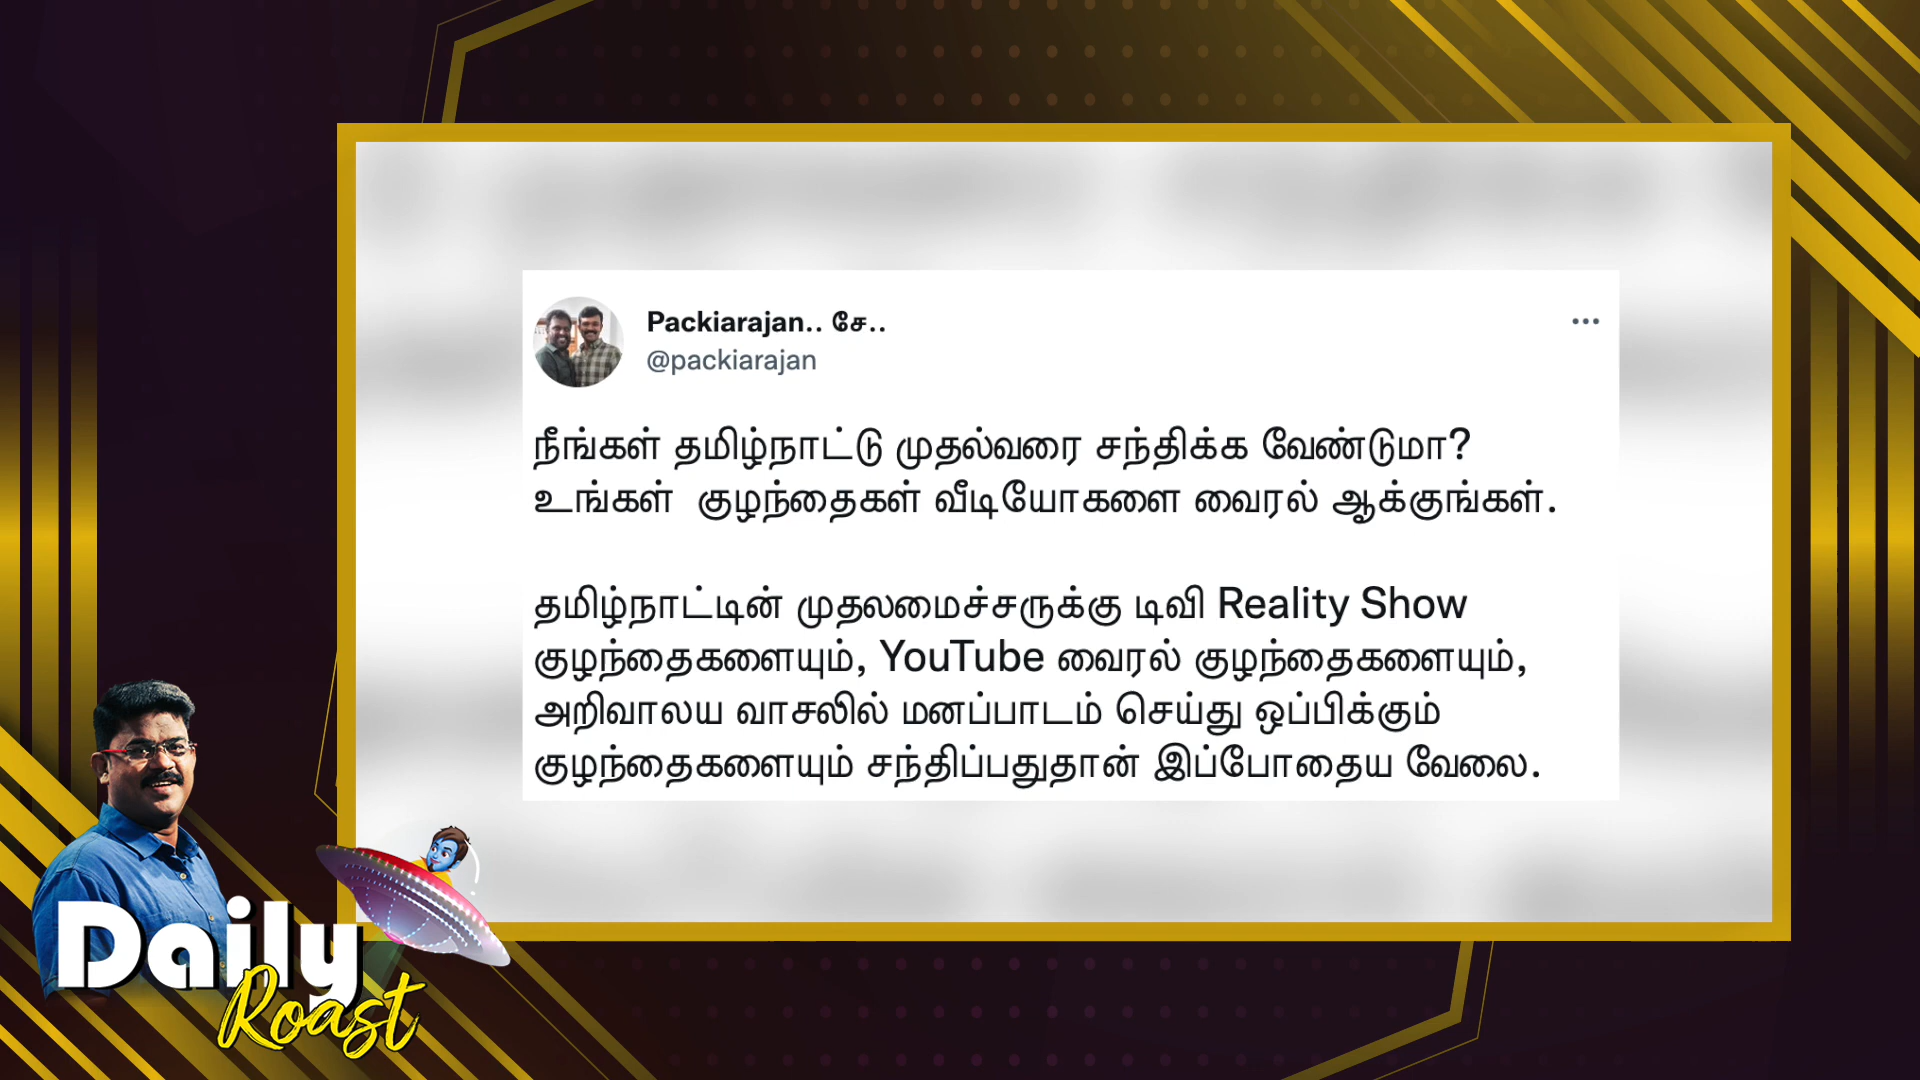 Packiarajan.. சே..
@packiarajan
நீங்கள் தமிழ்நாட்டு முதல்வரை சந்திக்க வேண்டுமா?
உங்கள் குழந்தைகள் வீடியோகளை வைரல் ஆக்குங்கள்.
தமிழ்நாட்டின் முதலமைச்சருக்கு டிவி Reality Show
குழந்தைகளையும், YouTube வைரல் குழந்தைகளையும்,
அறிவாலய வாசலில் மனப்பாடம் செய்து ஒப்பிக்கும்
குழந்தைகளையும் சந்திப்பதுதான் இப்போதைய வேலை.
Daily
Roast